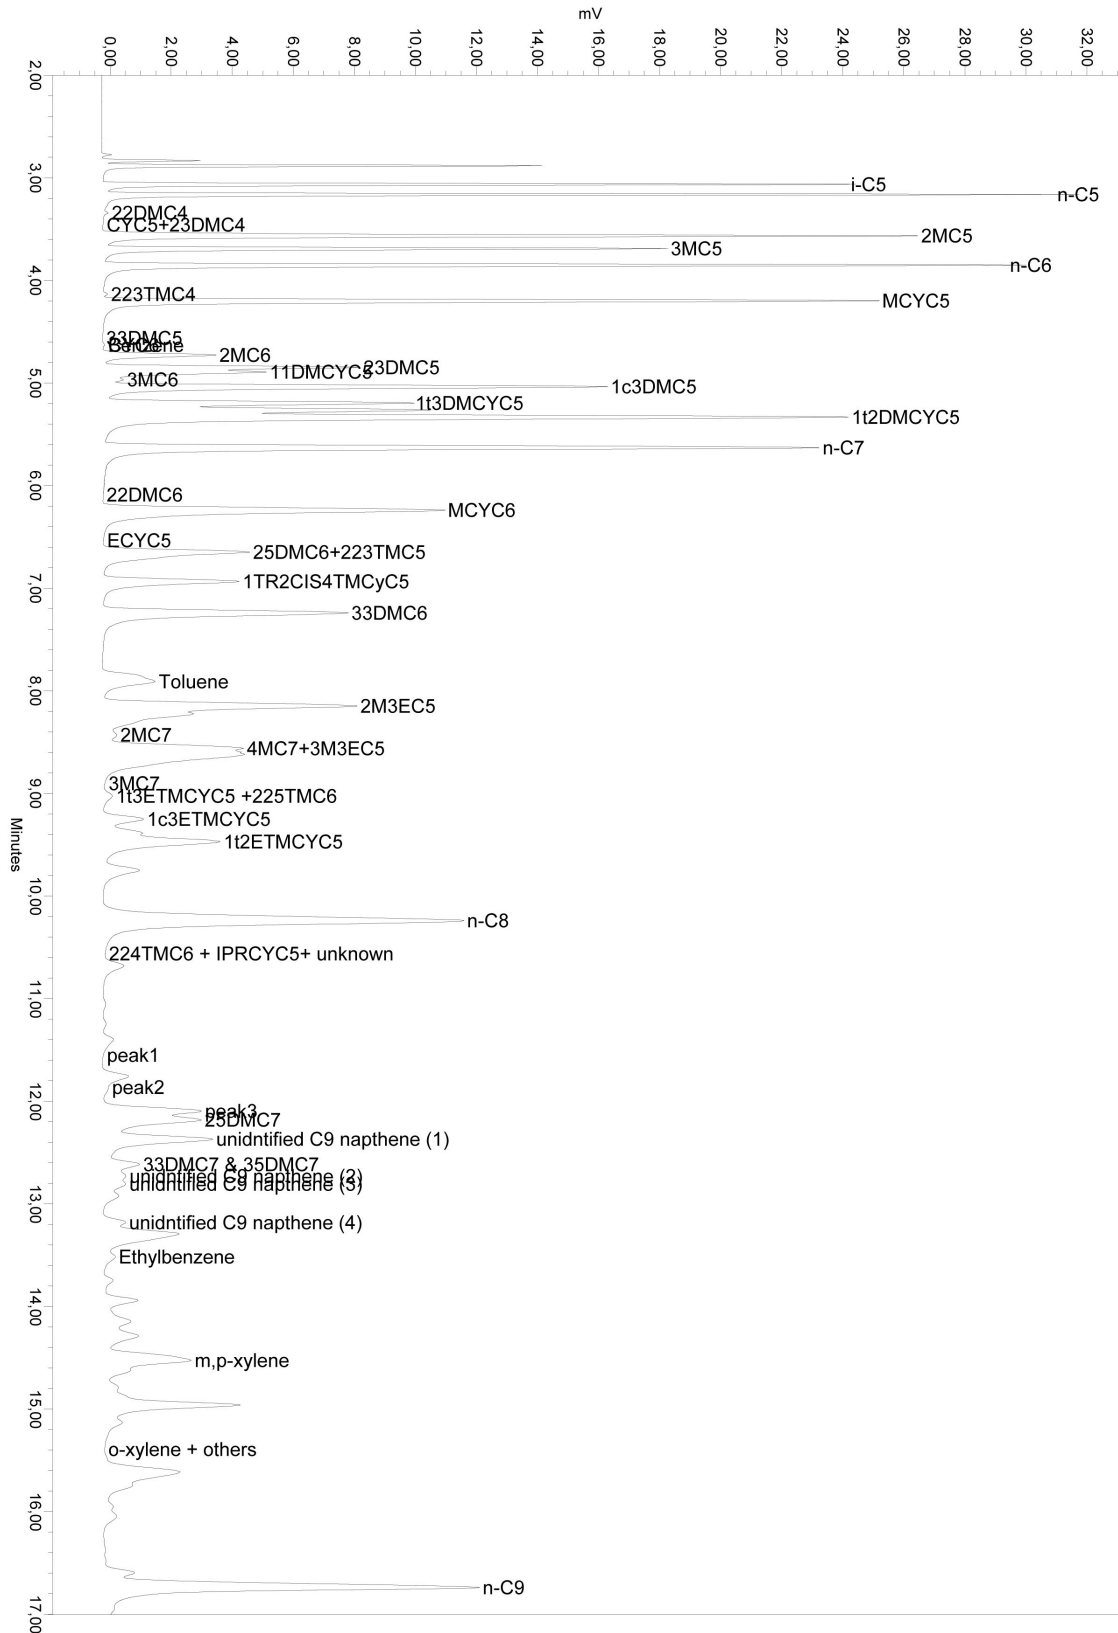 mV
0,00
2,00
4,00
6,00
8,00
10,00
12,00
14,00
16,00
18,00
20,00
22,00
24,00
26,00
28,00
30,00
32,00
2,00
3,00
4,00
5,00
6,00
7,00
8,00
9,00
10,00
11,00
12,00
13,00
14,00
15,00
16,00
17,00
Minutes
i-C5
n-C5
22DMC4
CYC5+23DMC4
2MC5
3MC5
n-C6
223TMC4
MCYC5
33DMC5
Benzene
2MC6
23DMC5
11DMCYC5
3MC6
1c3DMC5
1t3DMCYC5
1t2DMCYC5
n-C7
22DMC6
MCYC6
ECYC5
25DMC6+223TMC5
1TR2CIS4TMCyC5
33DMC6
Toluene
2M3EC5
2MC7
4MC7+3M3EC5
3MC7
1t3ETMCYC5 +225TMC6
1c3ETMCYC5
1t2ETMCYC5
n-C8
224TMC6 + IPRCYC5+ unknown
peak1
peak2
peak3
25DMC7
unidntified C9 napthene (1)
33DMC7 & 35DMC7
unidntified C9 napthene (2)
unidntified C9 napthene (3)
unidntified C9 napthene (4)
Ethylbenzene
m,p-xylene
o-xylene + others
n-C9